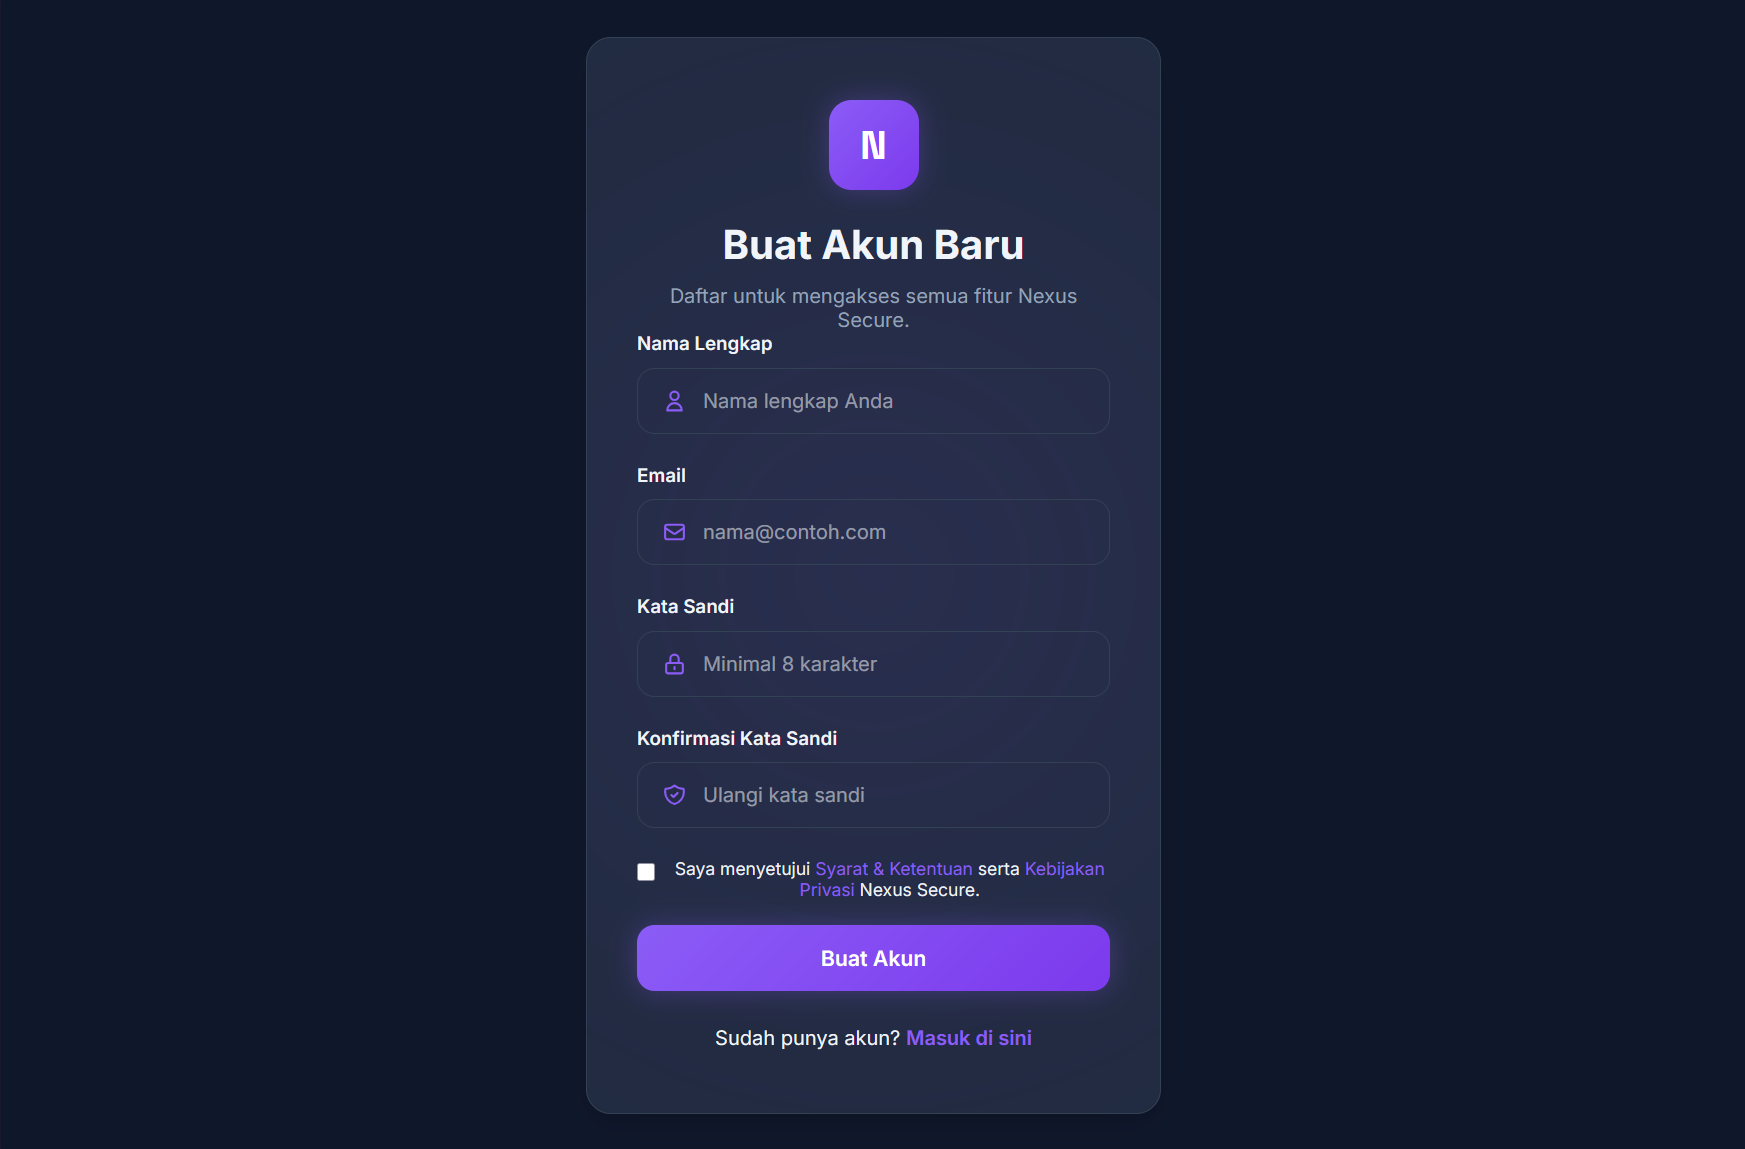 N
Buat Akun Baru
Daftar untuk mengakses semua fitur Nexus
Secure.
Nama Lengkap
Nama lengkap Anda
Email
nama@contoh.com
Kata Sandi
Minimal 8 karakter
Konfirmasi Kata Sandi
Ulangi kata sandi
Saya menyetujui Syarat & Ketentuan serta Kebijakan
Privasi Nexus Secure.
Buat Akun
Sudah punya akun? Masuk di sini